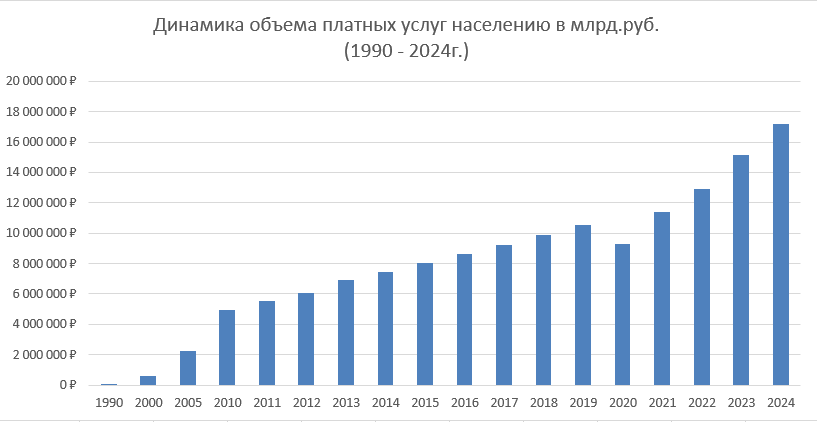 Динамика объема платных услуг населению в млрд.руб.
(1990 - 2024г.)
20 000 000 ₽
18 000 000 ₽
16 000 000 ₽
14 000 000 ₽
12 000 000 ₽
10 000 000 ₽
8 000 000 ₽
6 000 000 ₽
4 000 000 ₽
2 000 000 ₽
0 ₽
1990 2000 2005 2010 2011 2012 2013 2014 2015 2016 2017 2018 2019 2020 2021 2022 2023 2024